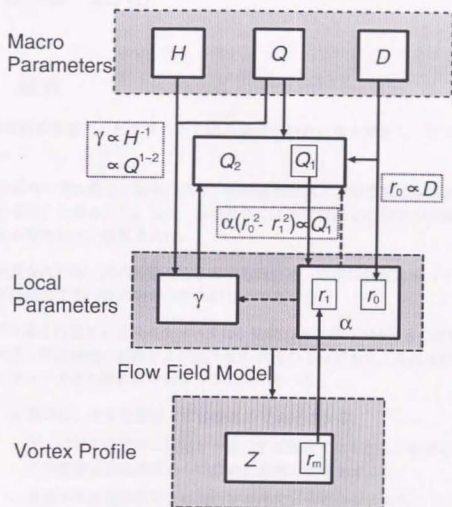 Macro Parameters
H
Q
D
γ ∝ H⁻¹
∝ Q¹⁻²
Q₂
Q₁
r₀ ∝ D
α(r₀²- r₁²)∝Q₁
Local Parameters
γ
r₁
r₀
α
Flow Field Model
Vortex Profile
Z
rₘ